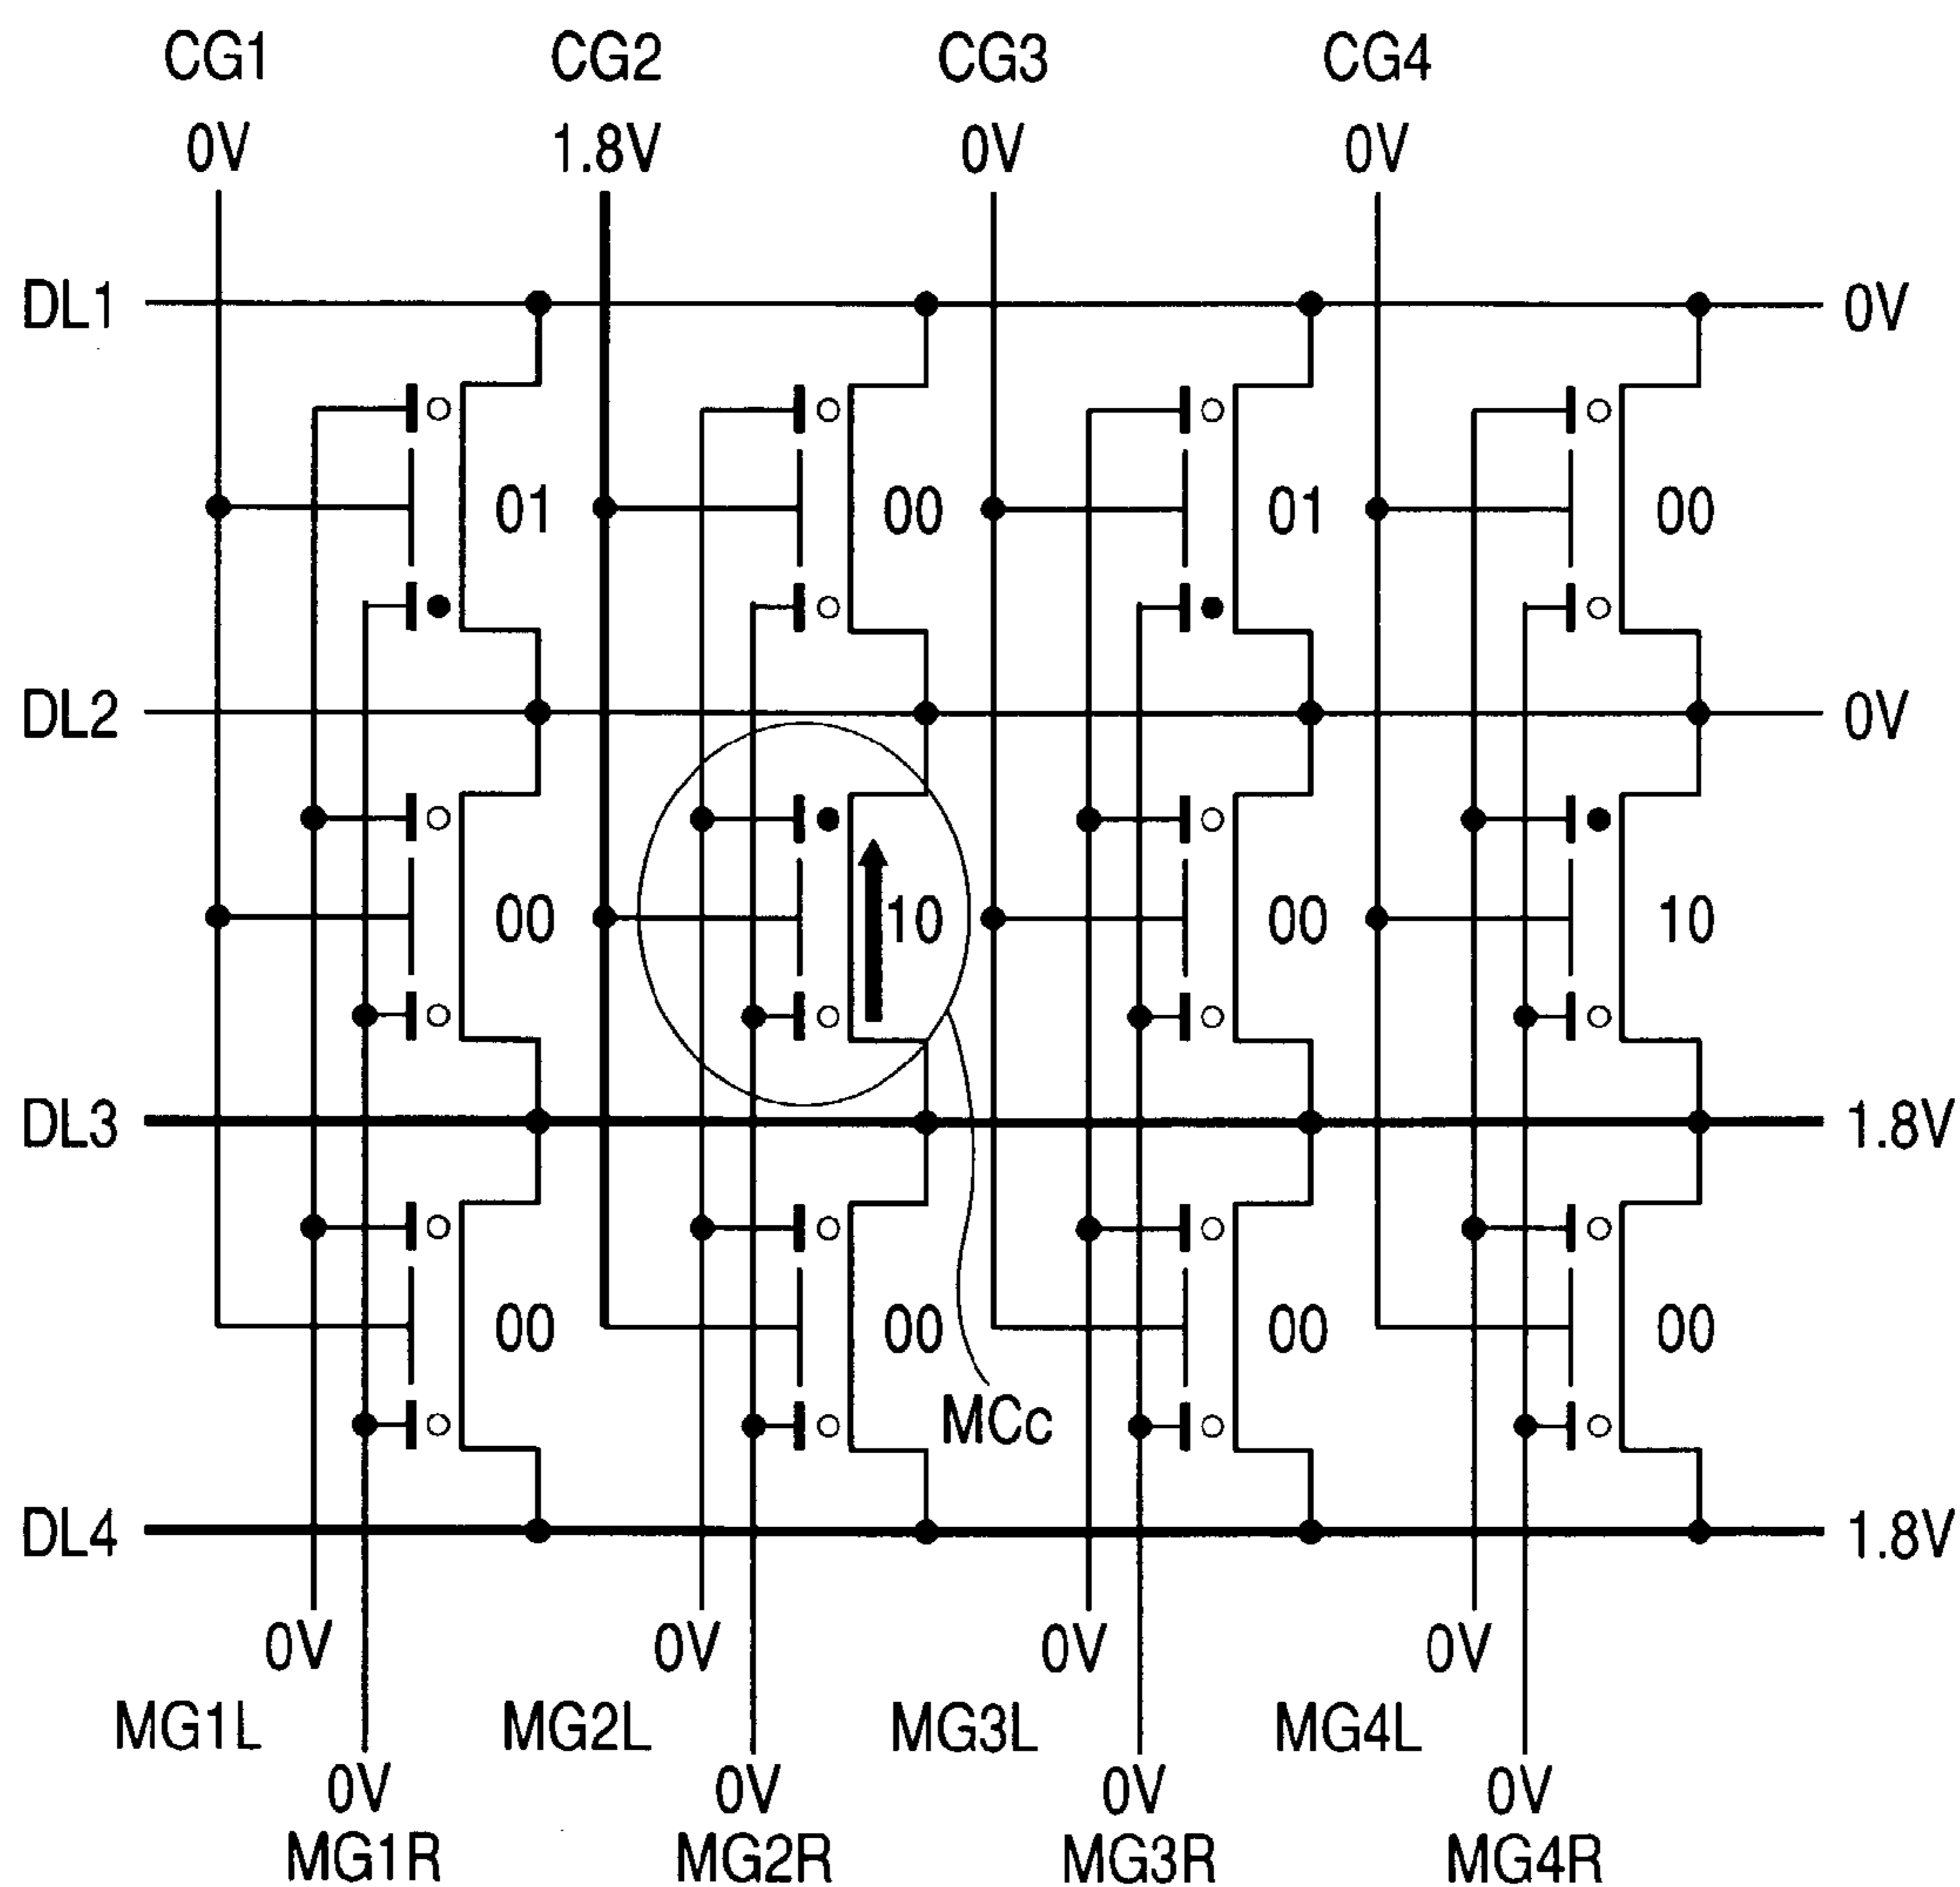 CG1 CG2 CG3 CG4
0V 1.8V 0V 0V
DL1 0V
01 00 01 00
DL2 0V
00 10 00 10
DL3 1.8V
00 00 00 00
MCc
DL4 1.8V
0V 0V 0V 0V
MG1L MG2L MG3L MG4L
0V 0V 0V 0V
MG1R MG2R MG3R MG4R